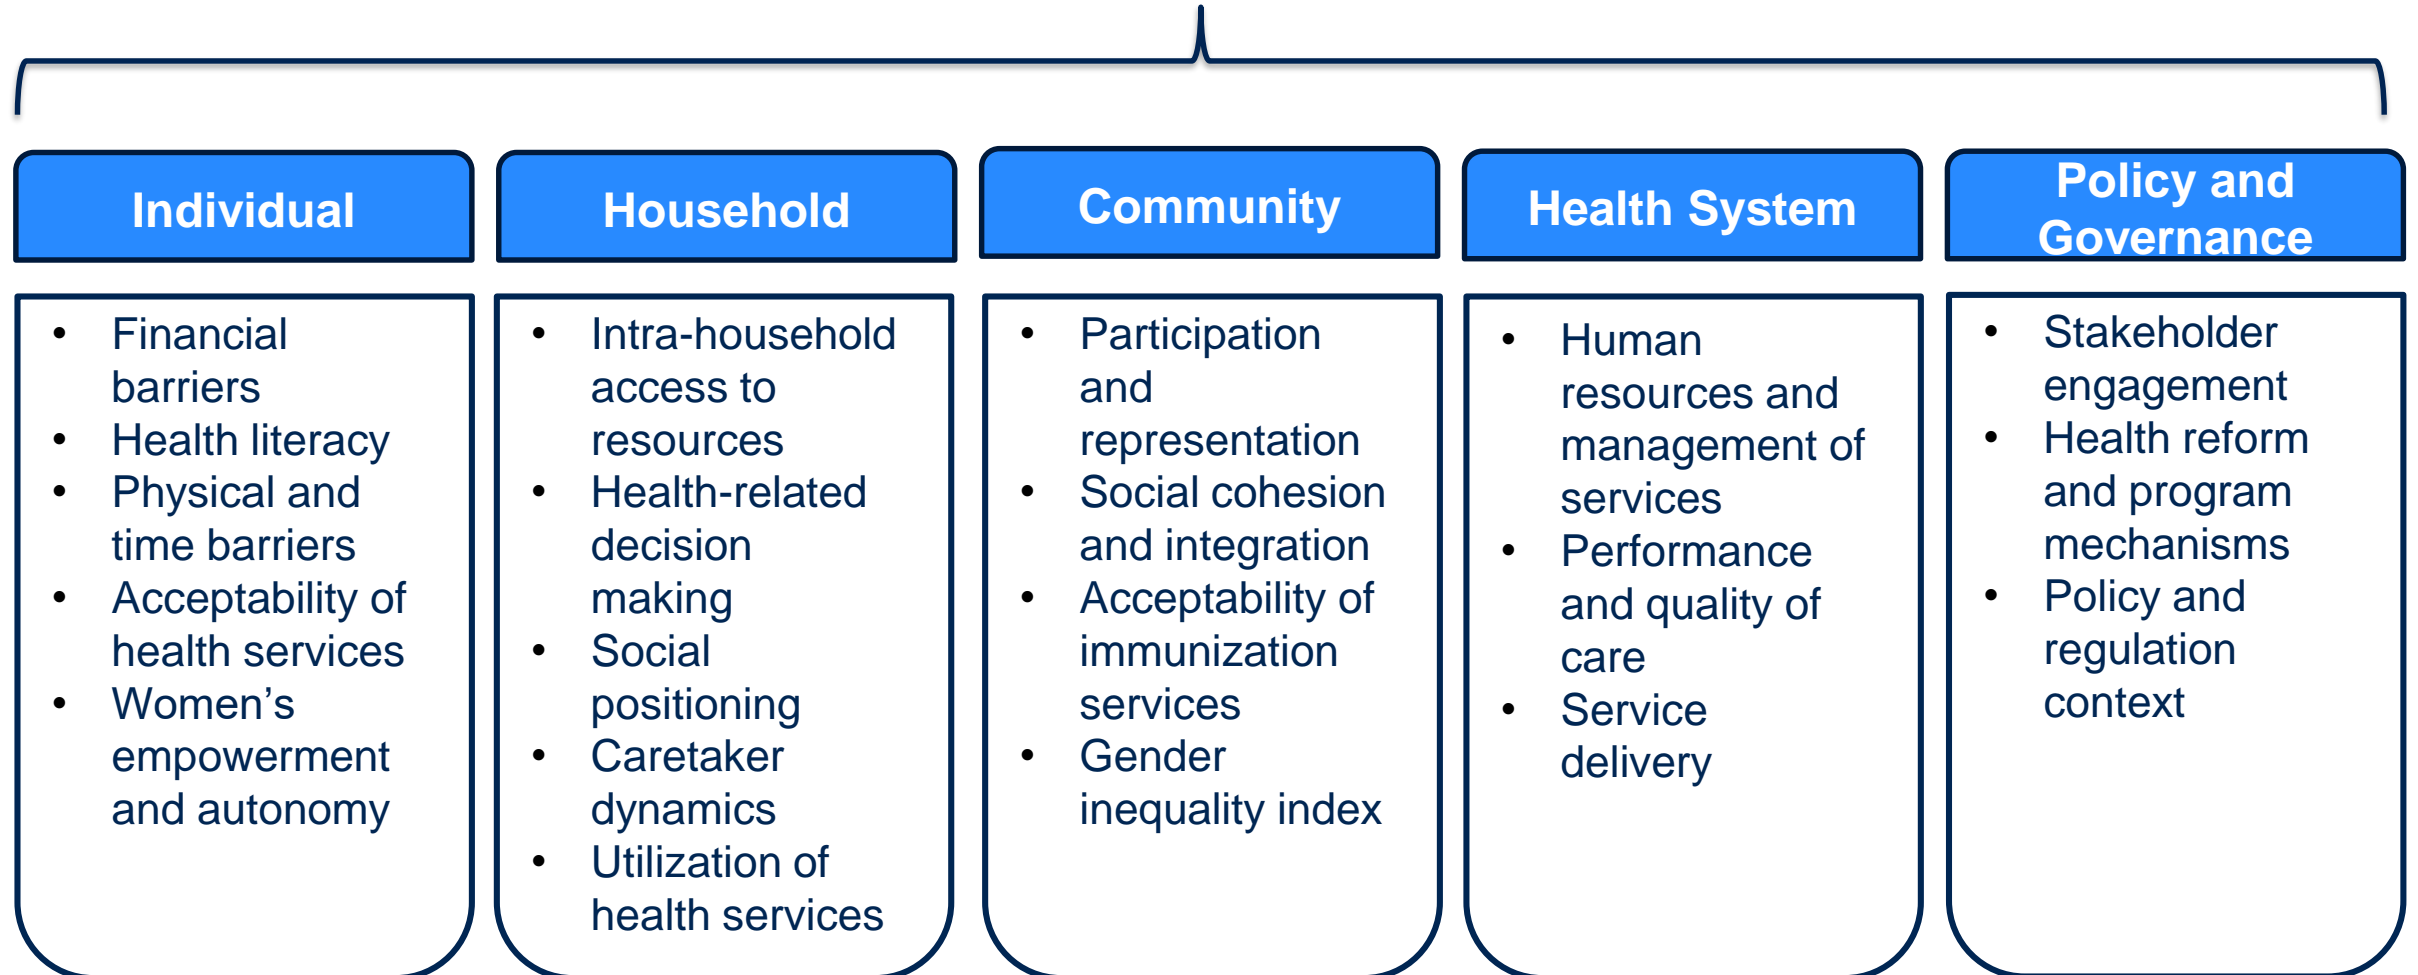 Individual
• Financial
barriers
• Health literacy
• Physical and
time barriers
• Acceptability of
health services
• Women’s
empowerment
and autonomy
Household
• Intra-household
access to
resources
• Health-related
decision
making
• Social
positioning
• Caretaker
dynamics
• Utilization of
health services
Community
• Participation
and
representation
• Social cohesion
and integration
• Acceptability of
immunization
services
• Gender
inequality index
Health System
• Human
resources and
management of
services
• Performance
and quality of
care
• Service
delivery
Policy and
Governance
• Stakeholder
engagement
• Health reform
and program
mechanisms
• Policy and
regulation
context